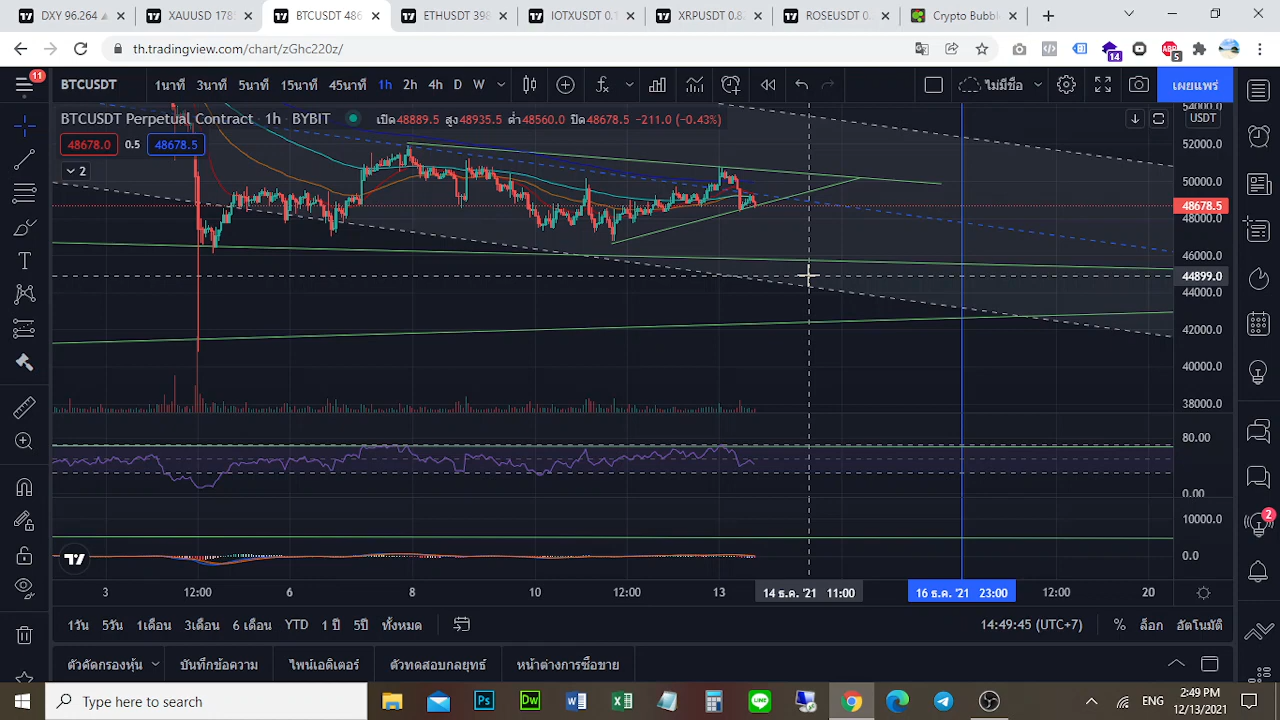 DXY 96.264
XAUUSD 178
BTCUSDT 486
ETHUSDT
IOTXUSDT 0.1
XRPUSDT 0.82
ROSEUSDT 0.
Crypto Bubbl
th.tradingview.com/chart/zGhc220z/
14
5
11
BTCUSDT
1นาที 3นาที 5นาที 15นาที 45นาที 1h 2h 4h D W
ไม่มีชื่อ
เผยแพร่
BTCUSDT Perpetual Contract · 1h · BYBIT
เปิด48889.5 สูง48935.5 ต่ำ48560.0 ปิด48678.5 −211.0 (−0.43%)
48678.0 0.5 48678.5
2
54000.0
USDT
52000.0
50000.0
48678.5
48000.0
46000.0
44899.0
44000.0
42000.0
40000.0
38000.0
80.00
0.00
10000.0
0.0
2
3 12:00 6 8 10 12:00 13 14 ธ.ค. '21 11:00 16 ธ.ค. '21 23:00 12:00 20
1วัน 5วัน 1เดือน 3เดือน 6 เดือน YTD 1 ปี 5ปี ทั้งหมด
14:49:45 (UTC+7) % ล็อก อัตโนมัติ
ตัวคัดกรองหุ้น บันทึกข้อความ ไพน์เอดิเตอร์ ตัวทดสอบกลยุทธ์ หน้าต่างการซื้อขาย
Type here to search
Ps
Dw
LINE
ENG
2:49 PM
12/13/2021